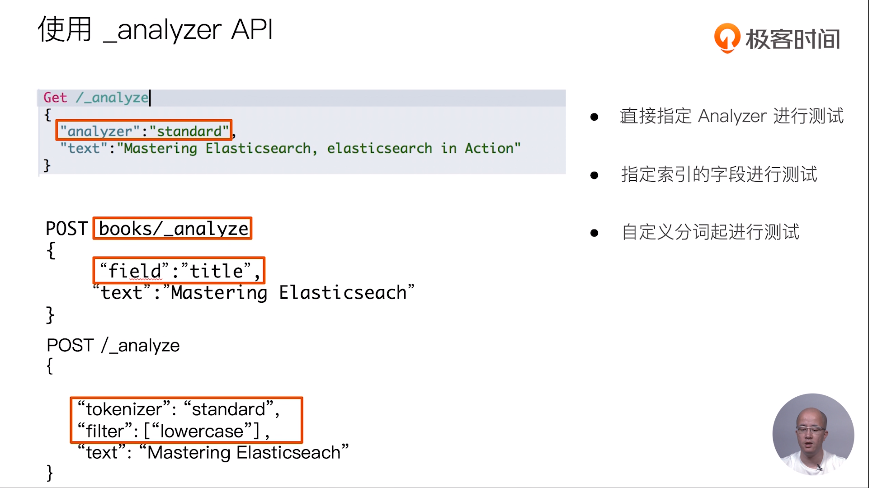 使用 _analyzer API
极客时间
Get /_analyze
{
"analyzer":"standard",
"text":"Mastering Elasticsearch, elasticsearch in Action"
}
POST books/_analyze
{
“field”:”title”,
“text”:”Mastering Elasticseach”
}
POST /_analyze
{
“tokenizer”: “standard”,
“filter”: [“lowercase”] ,
“text”: “Mastering Elasticseach”
}
● 直接指定 Analyzer 进行测试
● 指定索引的字段进行测试
● 自定义分词起进行测试